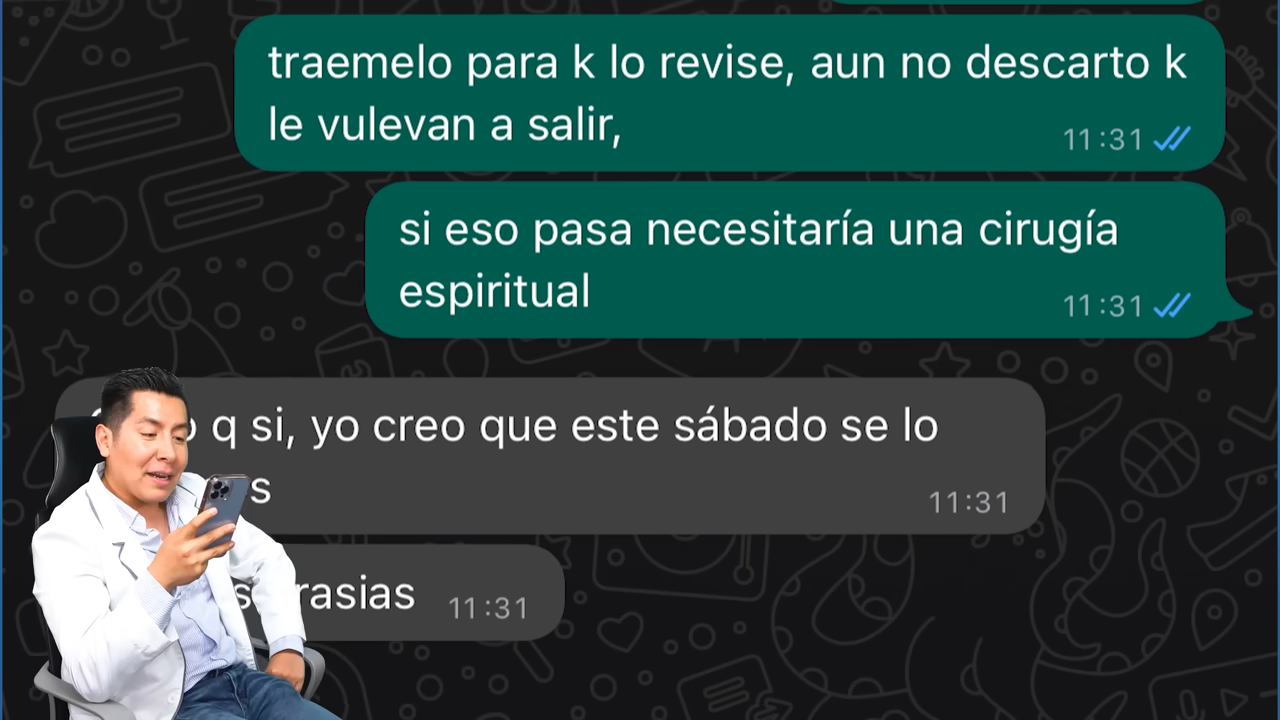 traemelo para k lo revise, aun no descarto k
le vulevan a salir,
11:31
si eso pasa necesitaría una cirugía
espiritual
11:31
q si, yo creo que este sábado se lo
11:31
11:31